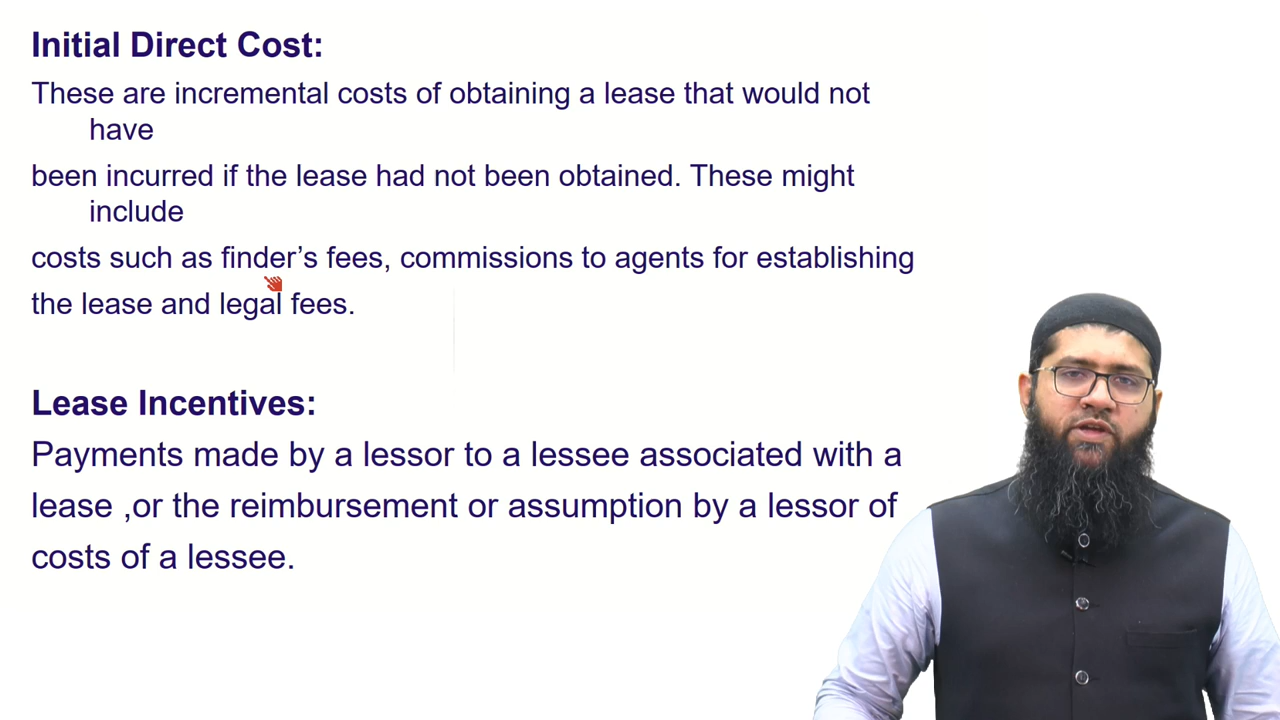 Initial Direct Cost:
These are incremental costs of obtaining a lease that would not
have
been incurred if the lease had not been obtained. These might
include
costs such as finder’s fees, commissions to agents for establishing
the lease and legal fees.
Lease Incentives:
Payments made by a lessor to a lessee associated with a
lease ,or the reimbursement or assumption by a lessor of
costs of a lessee.